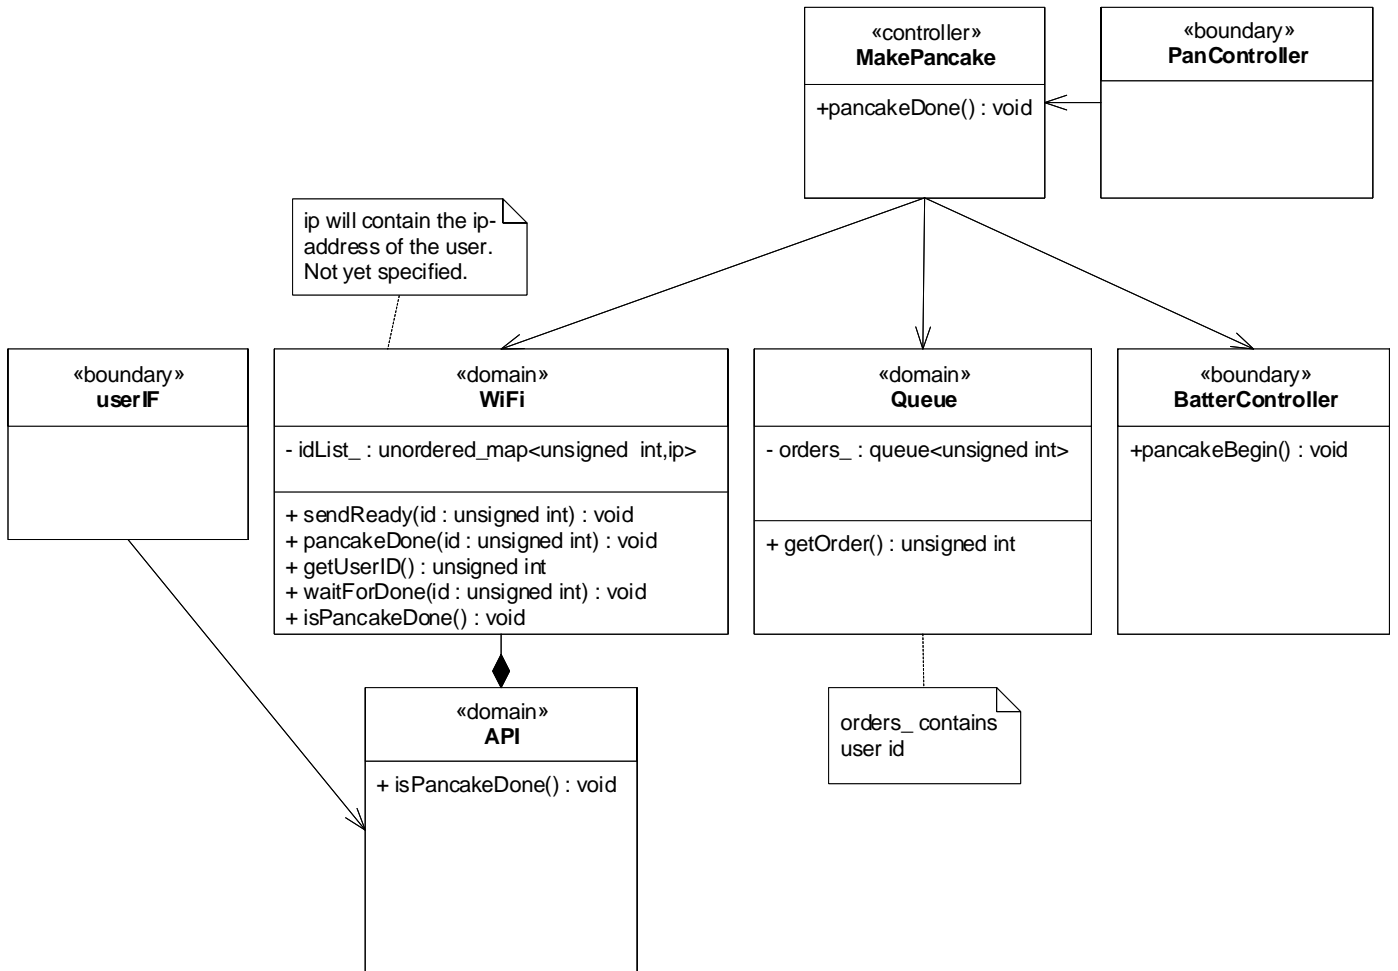 «controller»
MakePancake
+pancakeDone() : void
«boundary»
PanController
ip will contain the ip-
address of the user.
Not yet specified.
«boundary»
userIF
«domain»
WiFi
- idList_ : unordered_map<unsigned int,ip>
+ sendReady(id : unsigned int) : void
+ pancakeDone(id : unsigned int) : void
+ getUserID() : unsigned int
+ waitForDone(id : unsigned int) : void
+ isPancakeDone() : void
«domain»
Queue
- orders_ : queue<unsigned int>
+ getOrder() : unsigned int
«boundary»
BatterController
+pancakeBegin() : void
«domain»
API
+ isPancakeDone() : void
orders_ contains
user id